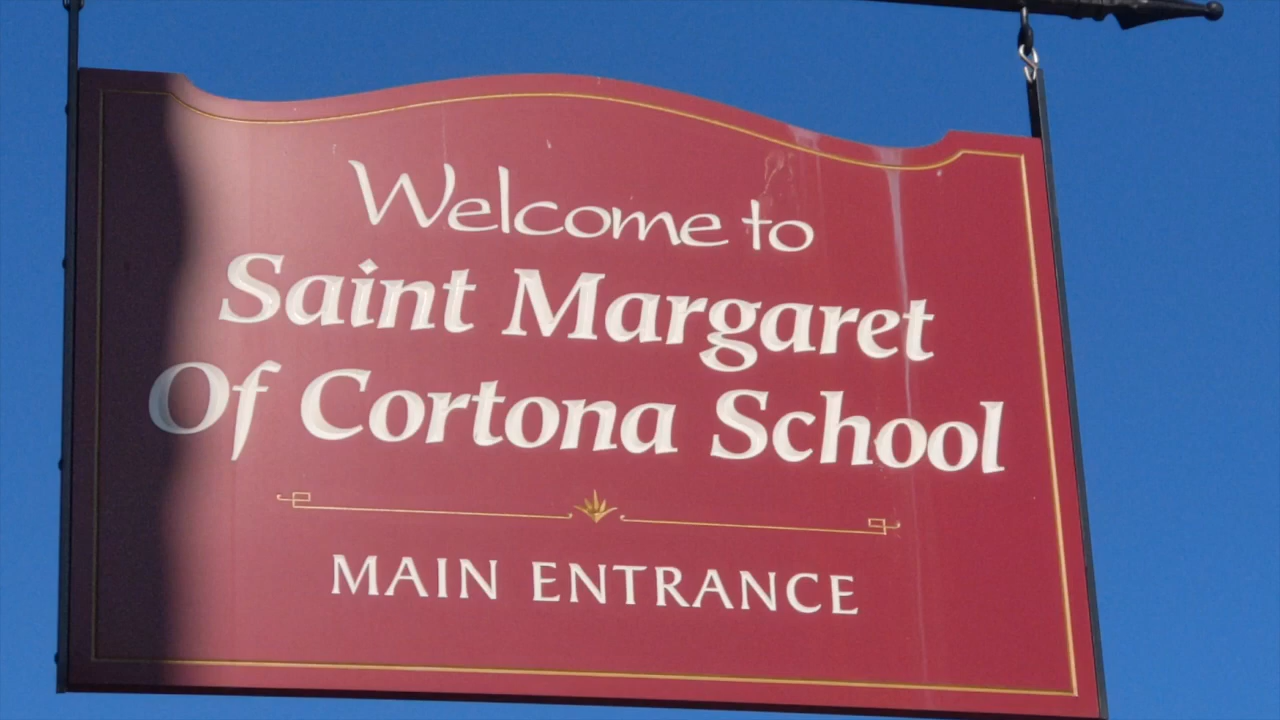 Welcome to
Saint Margaret
Of Cortona School
MAIN ENTRANCE